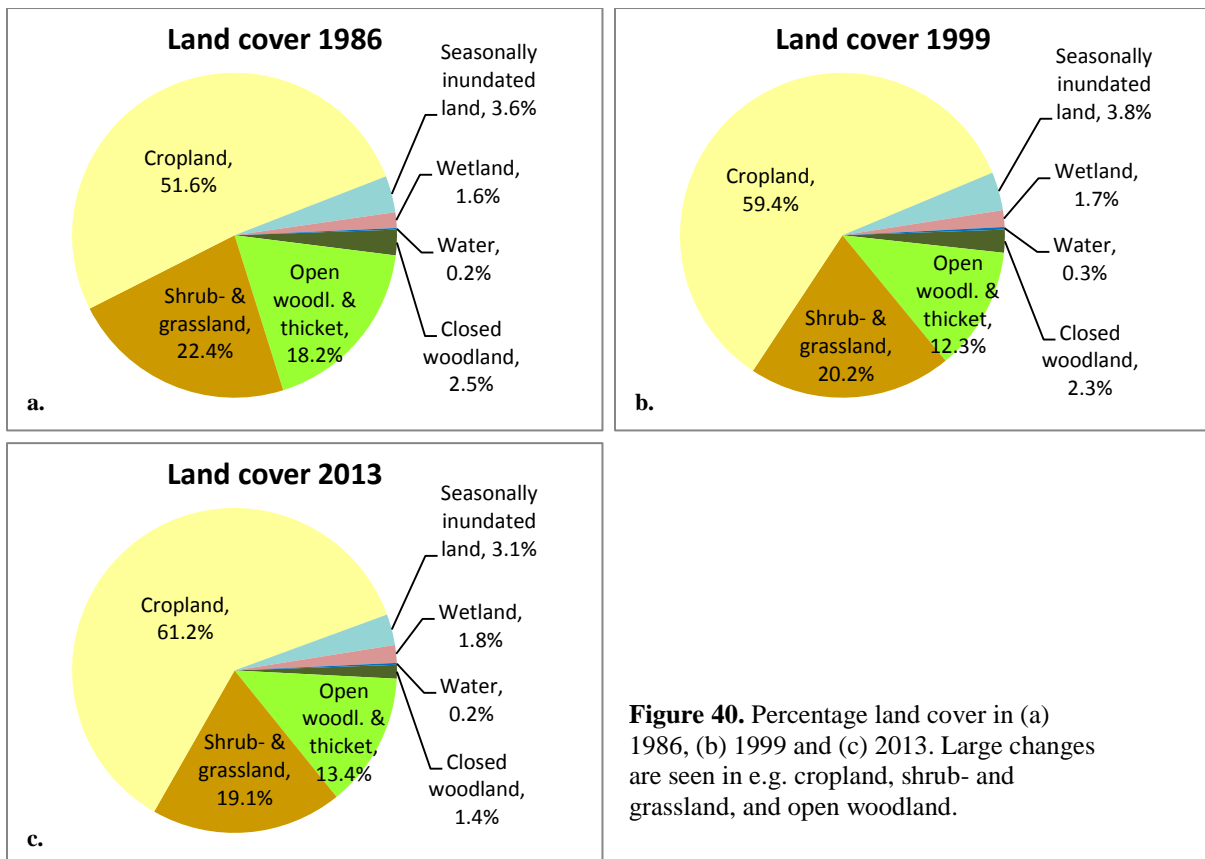 Land cover 1986
Seasonally
inundated
land, 3.6%
Cropland,
51.6%
Wetland,
1.6%
Water,
0.2%
Open
woodl. &
thicket,
18.2%
Shrub- &
grassland,
22.4%
Closed
woodland,
2.5%
a.
Land cover 1999
Seasonally
inundated
land, 3.8%
Cropland,
59.4%
Wetland,
1.7%
Water,
0.3%
Open
woodl. &
thicket,
12.3%
Shrub- &
grassland,
20.2%
Closed
woodland,
2.3%
b.
Land cover 2013
Seasonally
inundated
land, 3.1%
Cropland,
61.2%
Wetland,
1.8%
Water,
0.2%
Open
woodl. &
thicket,
13.4%
Shrub- &
grassland,
19.1%
Closed
woodland,
1.4%
c.
Figure 40. Percentage land cover in (a)
1986, (b) 1999 and (c) 2013. Large changes
are seen in e.g. cropland, shrub- and
grassland, and open woodland.